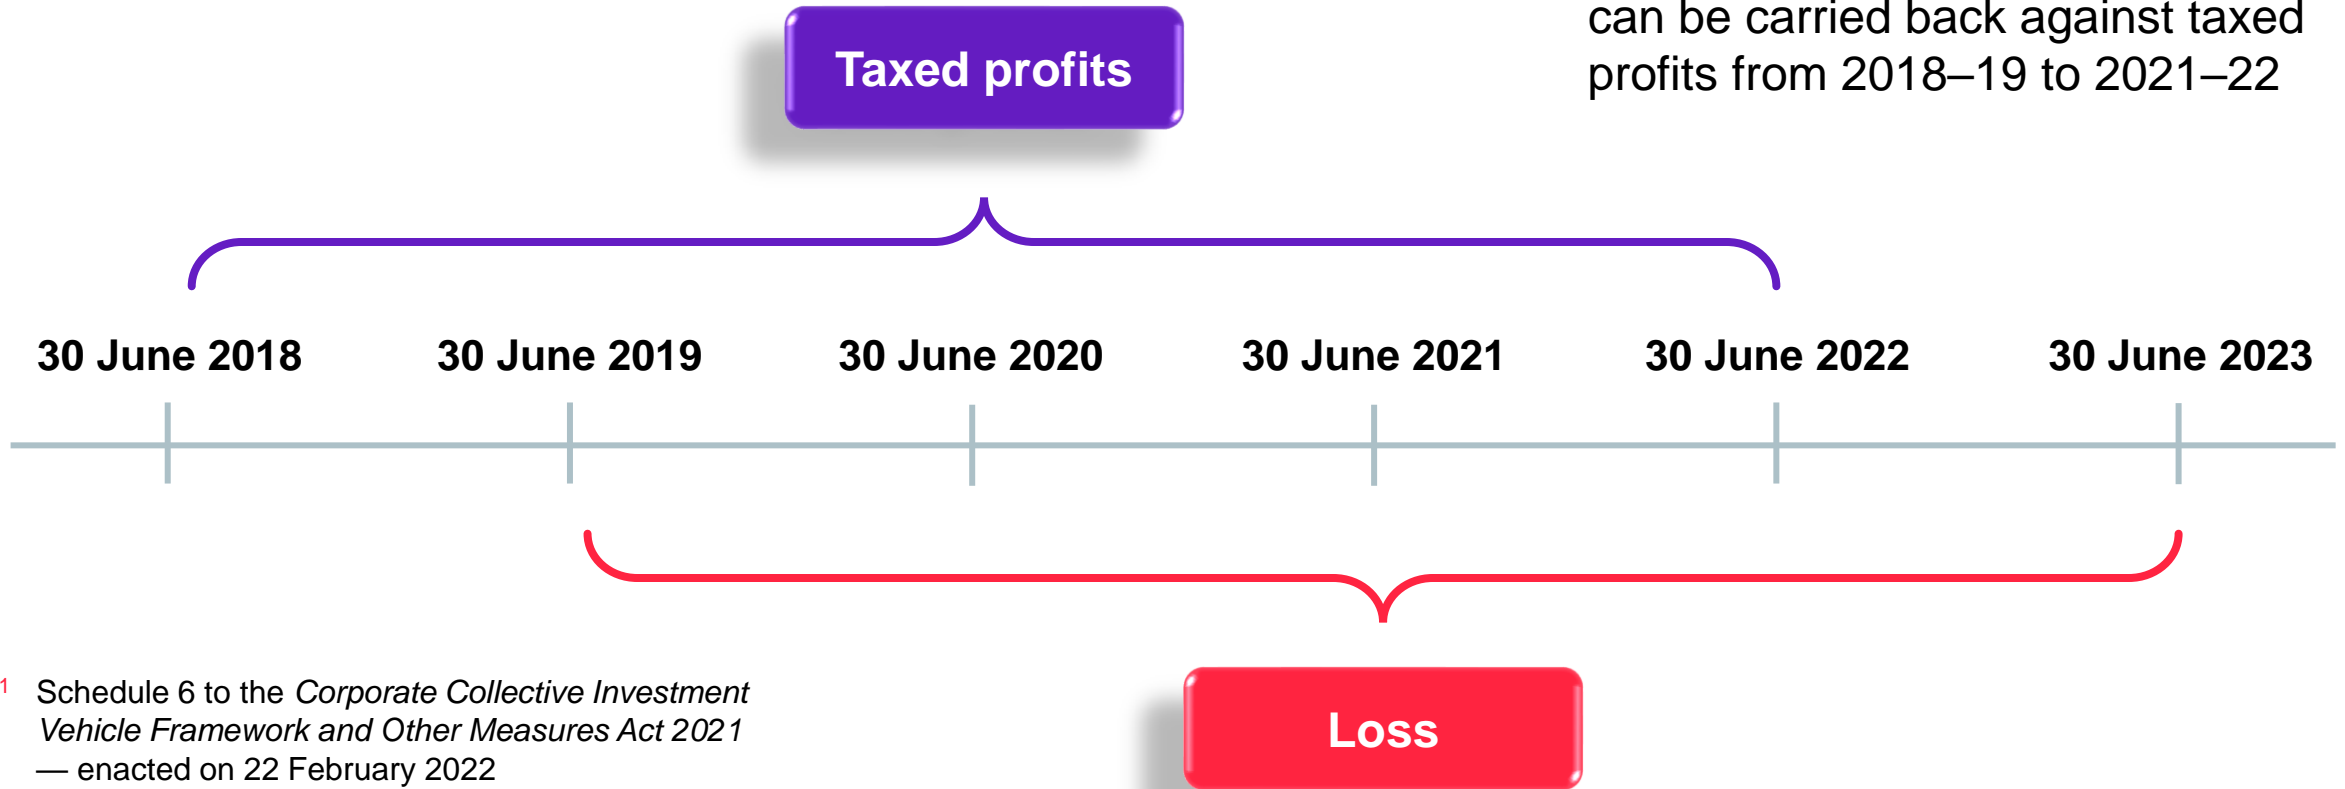 can be carried back against taxed
profits from 2018–19 to 2021–22
Taxed profits
30 June 2018 30 June 2019 30 June 2020 30 June 2021 30 June 2022 30 June 2023
Loss
1 Schedule 6 to the Corporate Collective Investment
Vehicle Framework and Other Measures Act 2021
— enacted on 22 February 2022